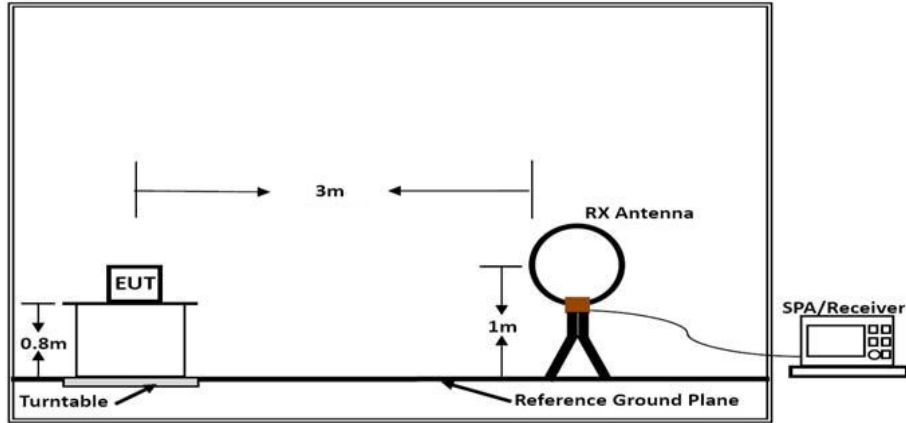 3m
RX Antenna
EUT
SPA/Receiver
0.8m
1m
Turntable
Reference Ground Plane